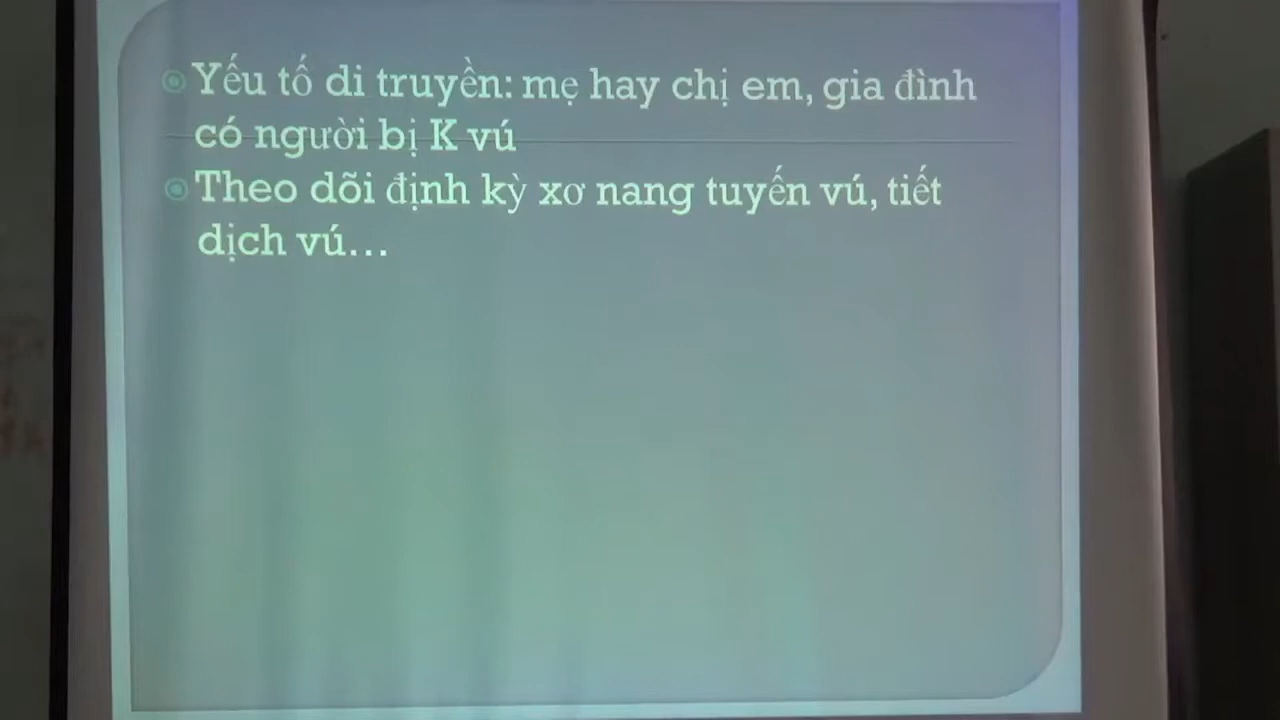 Yếu tố di truyền: mẹ hay chị em, gia đình
có người bị K vú
Theo dõi định kỳ xơ nang tuyến vú, tiết
dịch vú...